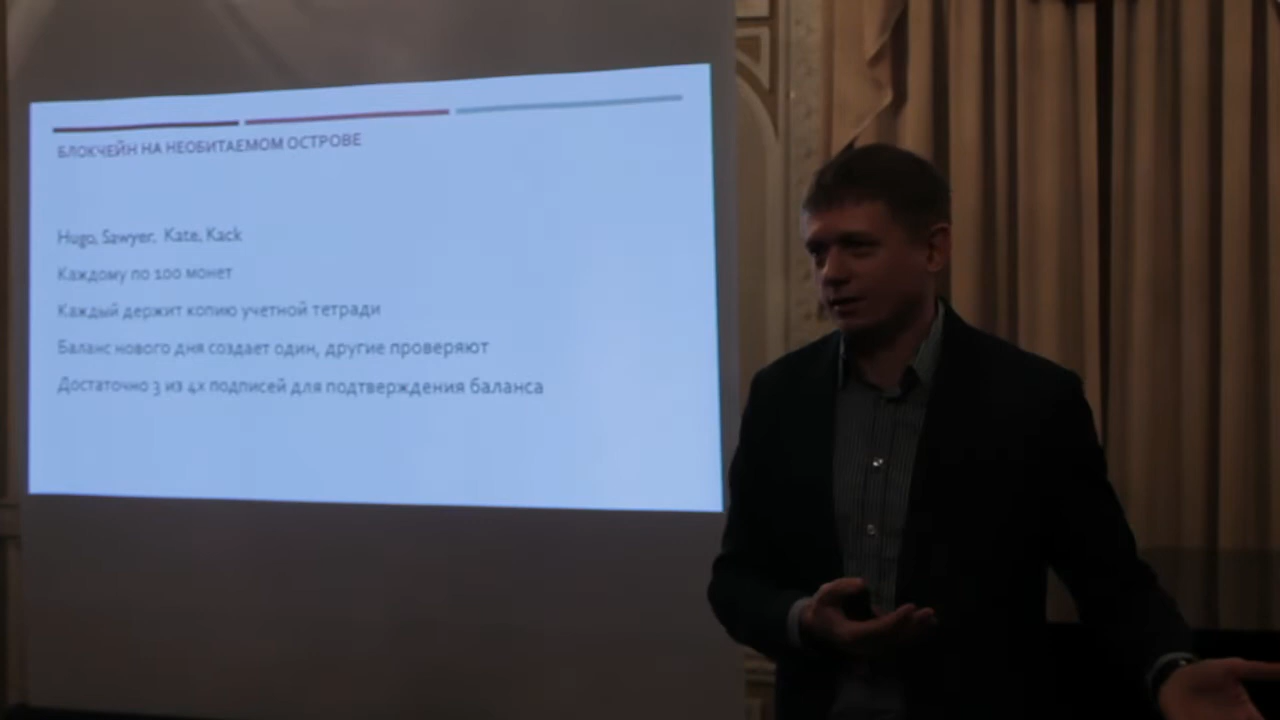 БЛОКЧЕЙН НА НЕОБИТАЕМОМ ОСТРОВЕ
Hugo, Sawyer, Kate, Kack
Каждому по 100 монет
Каждый держит копию учетной тетради
Баланс нового дня создает один, другие проверяют
Достаточно 3 из 4х подписей для подтверждения баланса